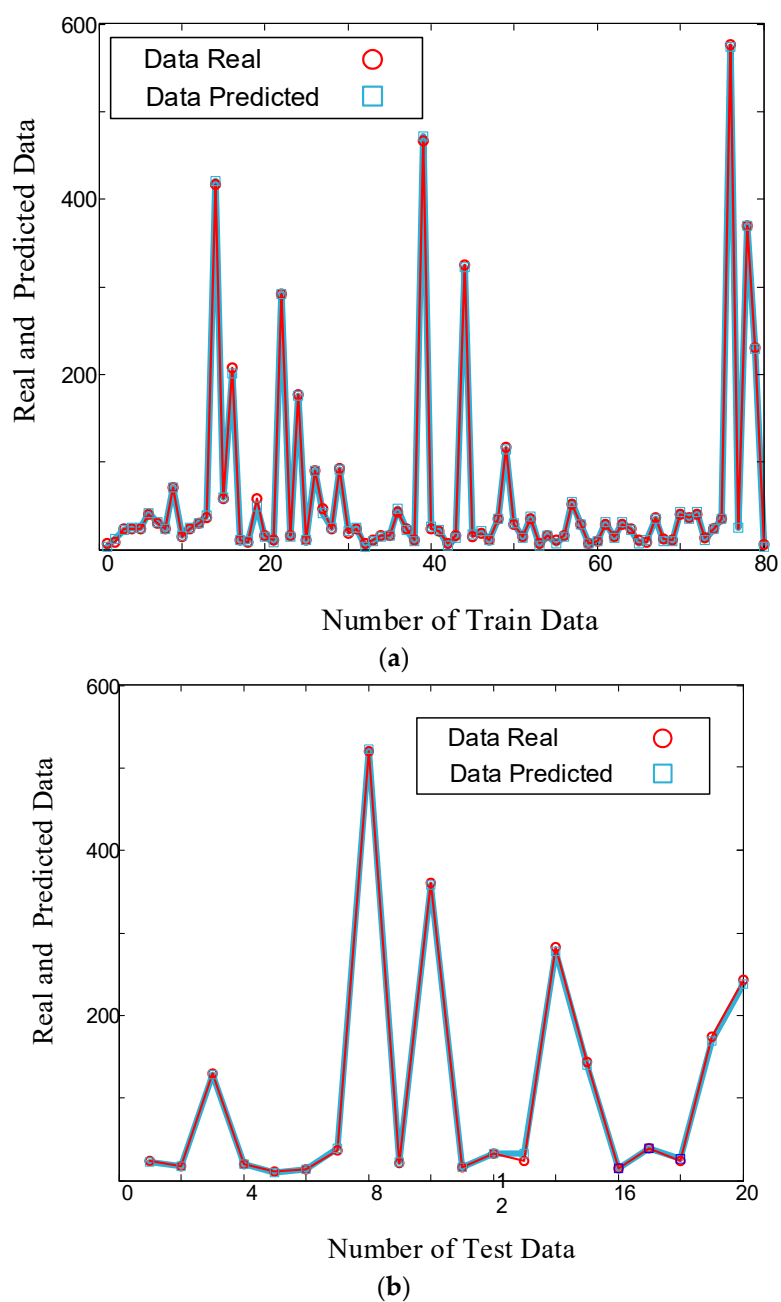 600
Data Real
Data Predicted
400
Real and Predicted Data
200
0 20 40 60 80
Number of Train Data
(a)
600
Data Real
Data Predicted
400
Real and Predicted Data
200
0 4 8 1 16 20
2
Number of Test Data
(b)